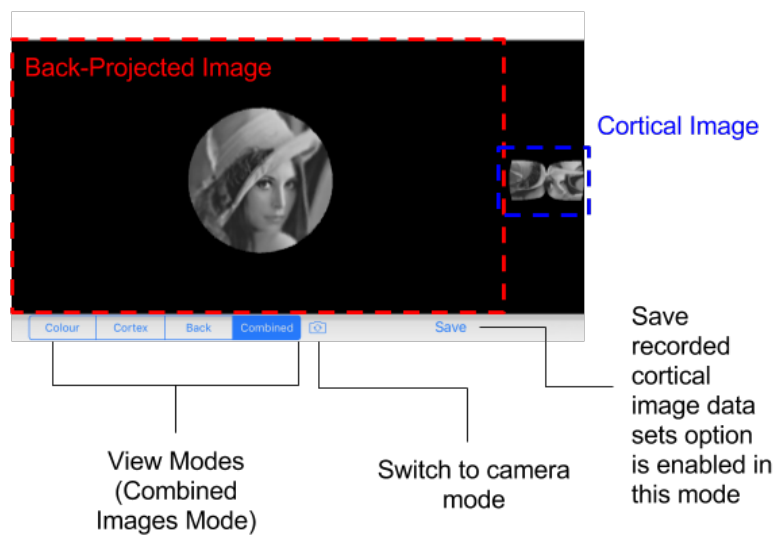 Back-Projected Image
Cortical Image
Colour
Cortex
Back
Combined
Save
Save
recorded
cortical
image data
sets option
is enabled in
this mode
View Modes
(Combined
Images Mode)
Switch to camera
mode